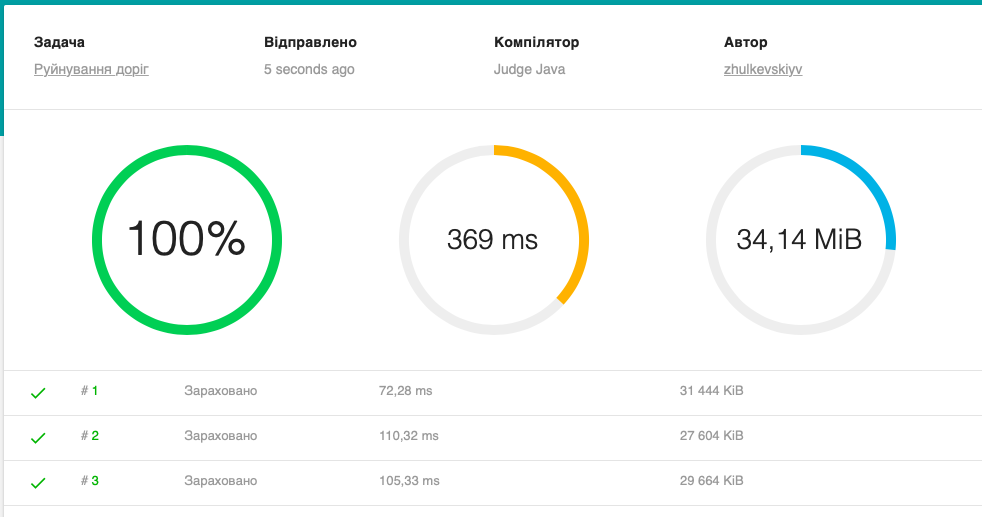 Задача Відправлено Компілятор Автор
Руйнування доріг 5 seconds ago Judge Java zhulkevskiyv
100% 369 ms 34,14 MiB
# 1 Зараховано 72,28 ms 31 444 KiB
# 2 Зараховано 110,32 ms 27 604 KiB
# 3 Зараховано 105,33 ms 29 664 KiB